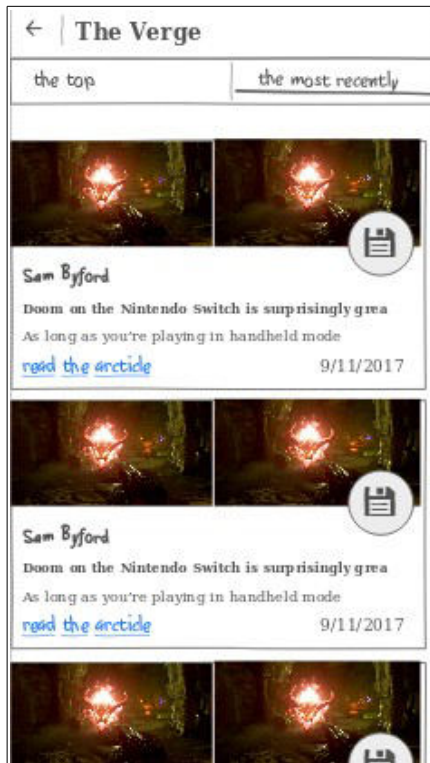 The Verge
the top
the most recently
Sam Byford
Doom on the Nintendo Switch is surprisingly grea
As long as you're playing in handheld mode
read the arcticle
9/11/2017
Sam Byford
Doom on the Nintendo Switch is surprisingly grea
As long as you're playing in handheld mode
read the arcticle
9/11/2017